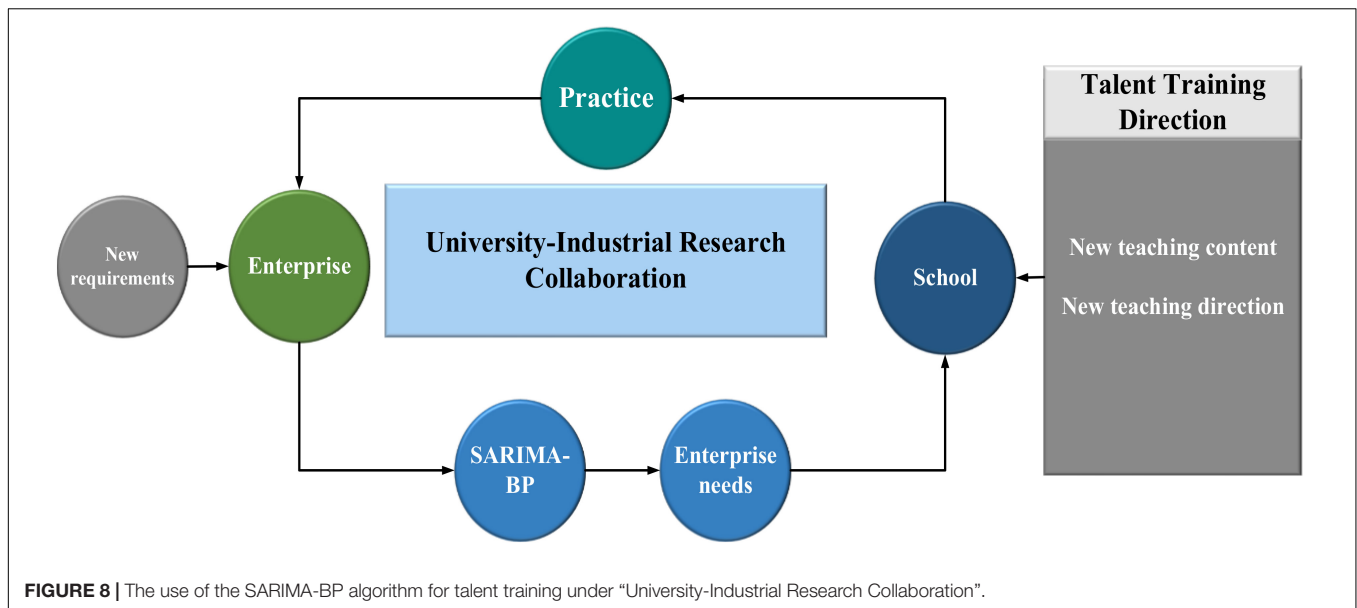 Practice
Talent Training
Direction
New
requirements
Enterprise
University-Industrial Research
Collaboration
School
New teaching content
New teaching direction
SARIMA-
BP
Enterprise
needs
FIGURE 8 | The use of the SARIMA-BP algorithm for talent training under “University-Industrial Research Collaboration”.